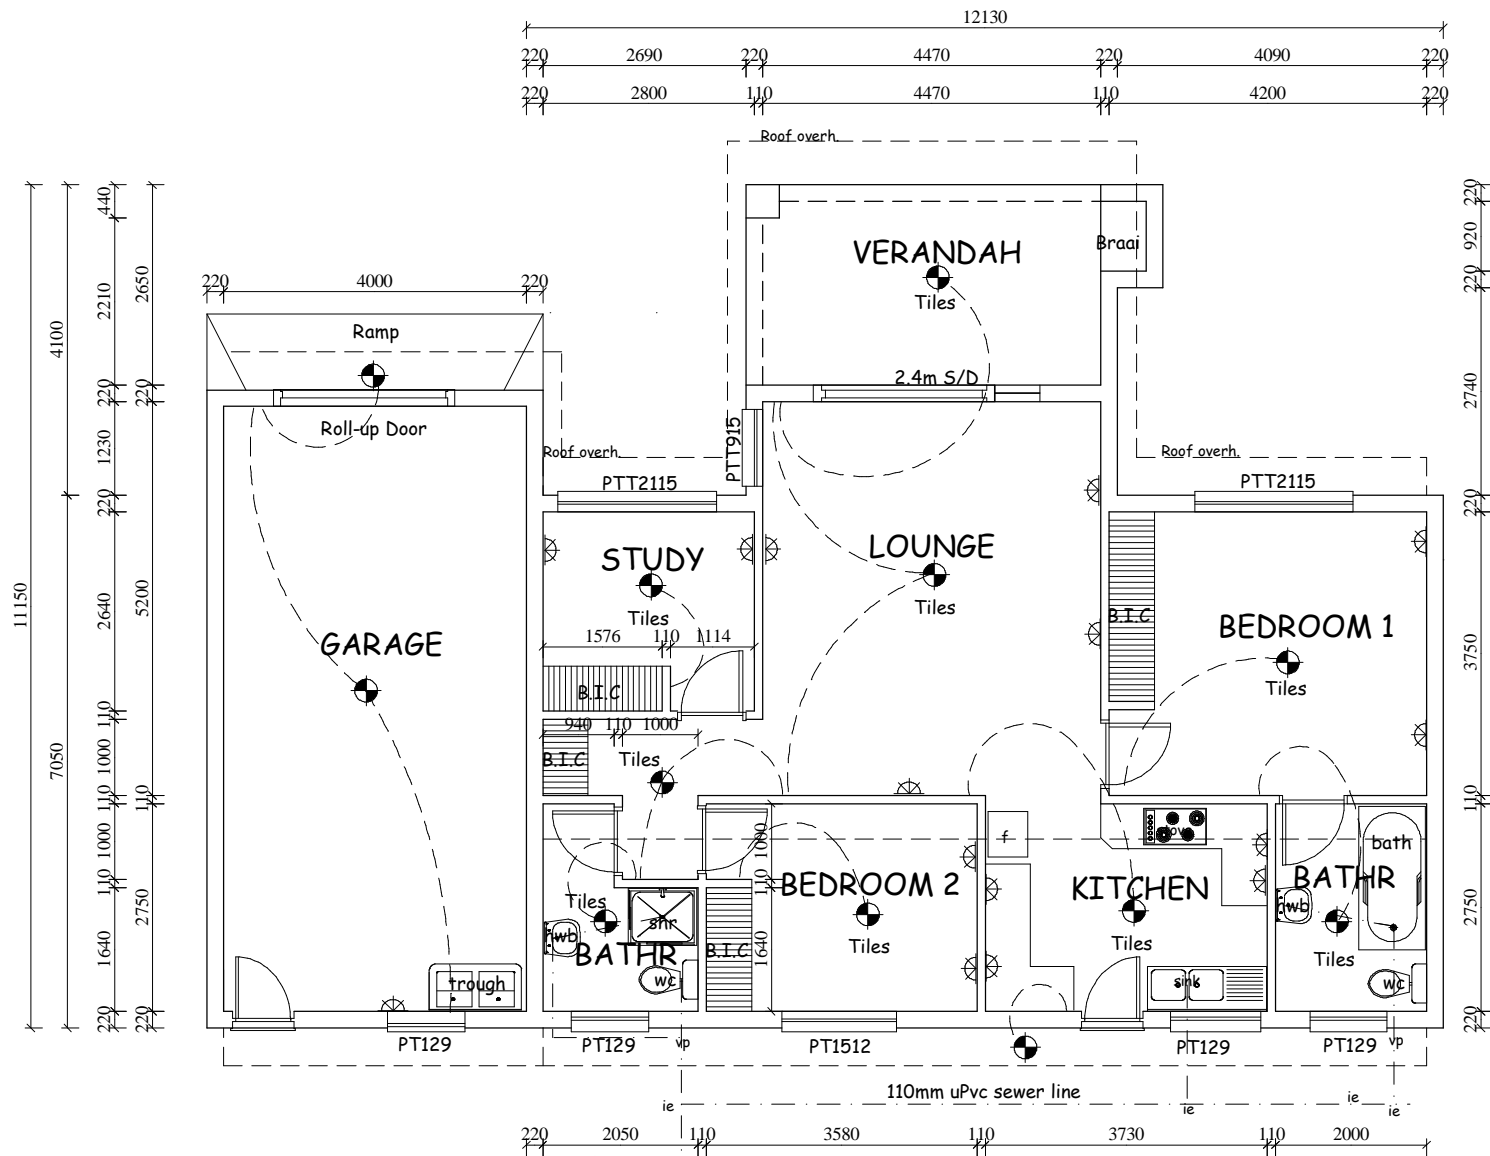 12130
220 2690 220 4470 220 4090 220
220 2800 110 4470 110 4200 220
Roof overh.
440
220
VERANDAH
Braai
920
2650
2210
220
Tiles
220 4000 220
4100
Ramp
2.4m S/D
2740
220 220
Roll-up Door
PTT915
1230
Roof overh.
Roof overh.
PTT2115
PTT2115
220
220
LOUNGE
STUDY
11150
5200
2640
Tiles
Tiles
B.I.C
BEDROOM 1
1576 110 1114
GARAGE
3750
Tiles
B.I.C
110
940 110 1000
7050
1000
B.I.C
Tiles
110 110
110
f
stove
1000
1000
bath
110
110
BEDROOM 2
KITCHEN
BATHR
2750
2750
Tiles
hwb
shr
hwb
Tiles
Tiles
1640
BATHR
B.I.C
1640
Tiles
trough
wc
sink
wc
220 220
220
PT129
PT129
vp
PT1512
PT129
PT129
vp
110mm uPvc sewer line
ie
ie
ie
ie
220 2050 110 3580 110 3730 110 2000